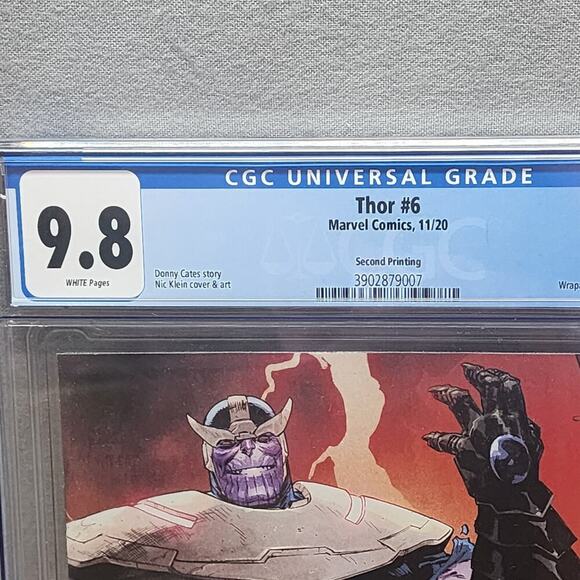 CGC UNIVERSAL GRADE
9.8
WHITE Pages
Thor #6
Marvel Comics, 11/20
Second Printing
Donny Cates story
Nic Klein cover & art
3902879007
CGC